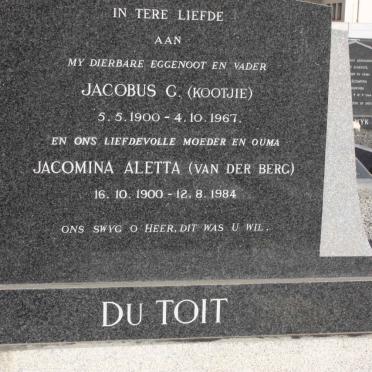 IN TERE LIEFDE
AAN
MY DIERBARE EGGENOOT EN VADER
JACOBUS G. (KOOTJIE)
5.5.1900 - 4.10.1967.
EN ONS LIEFDEVOLLE MOEDER EN OUMA
JACOMINA ALETTA (VAN DER BERG)
16.10.1900 - 12.8.1984
ONS SWYG O HEER, DIT WAS U WIL.
DU TOIT